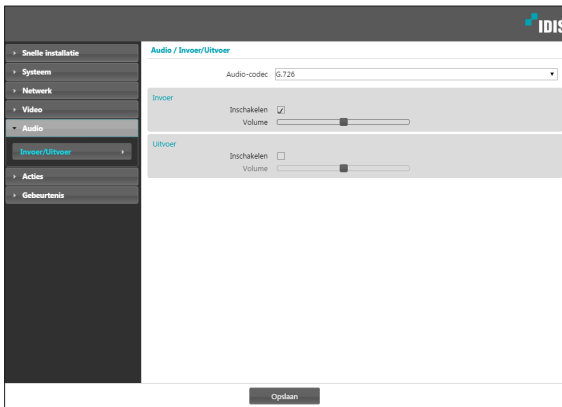 IDIS
Snelle installatie
Systeem
Netwerk
Video
Audio
Invoer/Uitvoer
Acties
Gebeurtenis
Audio / Invoer/Uitvoer
Audio-codec G.726
Invoer
Inschakelen
Volume
Uitvoer
Inschakelen
Volume
Opslaan